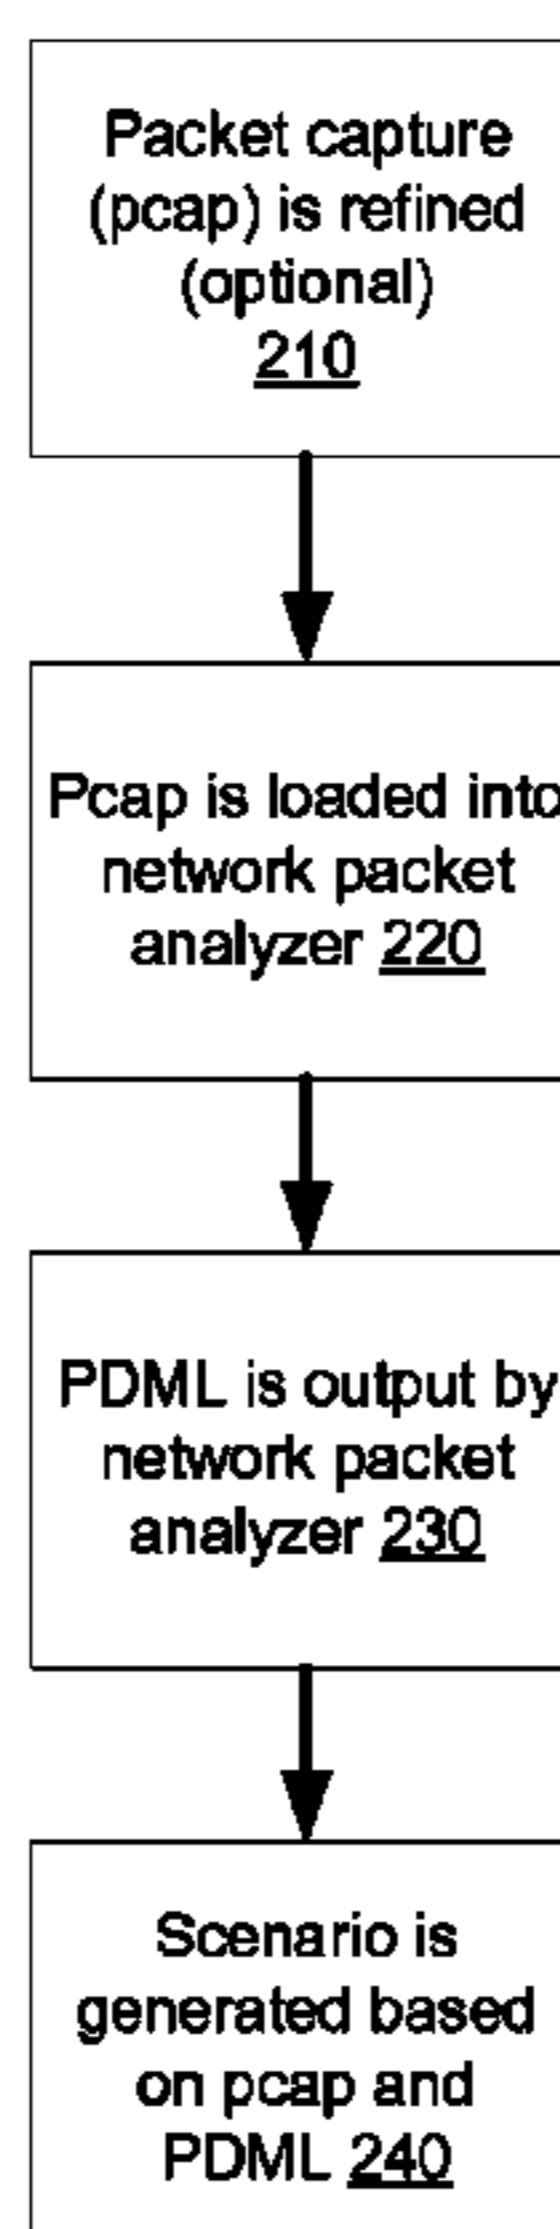 Packet capture
(pcap) is refined
(optional)
210
Pcap is loaded into
network packet
analyzer 220
PDML is output by
network packet
analyzer 230
Scenario is
generated based
on pcap and
PDML 240